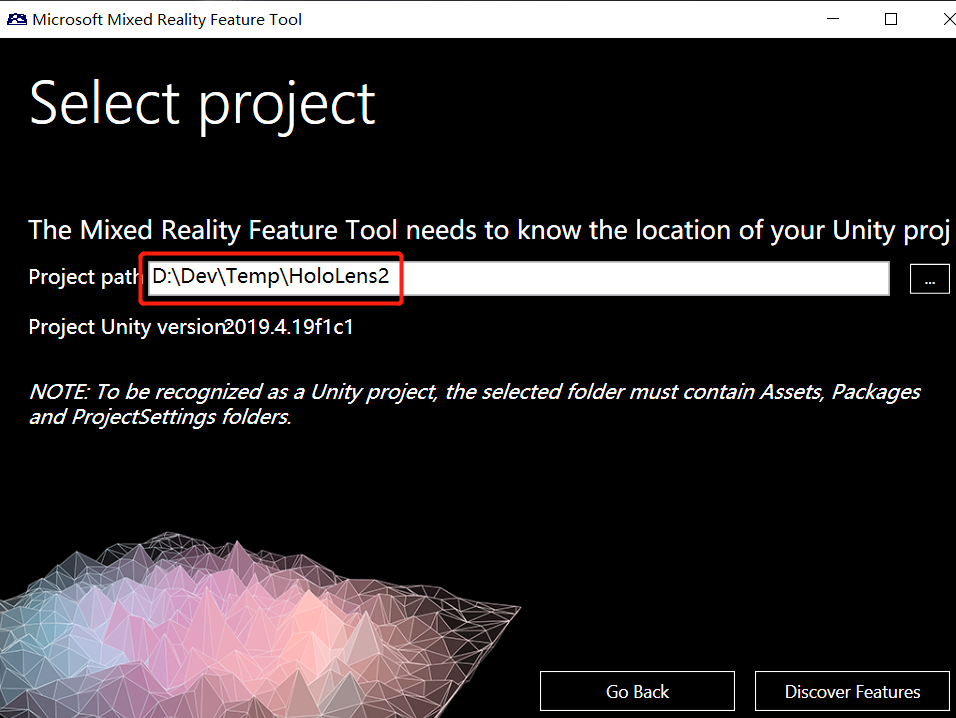 Microsoft Mixed Reality Feature Tool
Select project
The Mixed Reality Feature Tool needs to know the location of your Unity proj
Project path D:\Dev\Temp\HoloLens2 ...
Project Unity version: 2019.4.19f1c1
NOTE: To be recognized as a Unity project, the selected folder must contain Assets, Packages
and ProjectSettings folders.
Go Back Discover Features